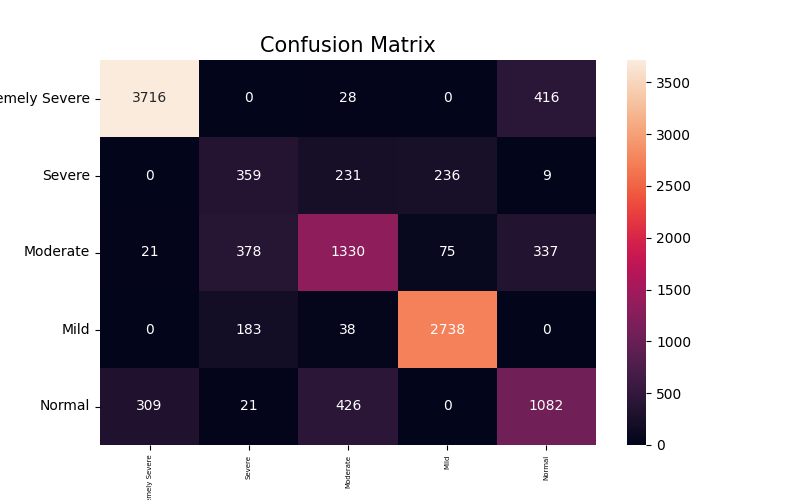 Confusion Matrix
emely Severe 3716 0 28 0 416
Severe 0 359 231 236 9
Moderate 21 378 1330 75 337
Mild 0 183 38 2738 0
Normal 309 21 426 0 1082
emely Severe Severe Moderate Mild Normal
3500
3000
2500
2000
1500
1000
500
0